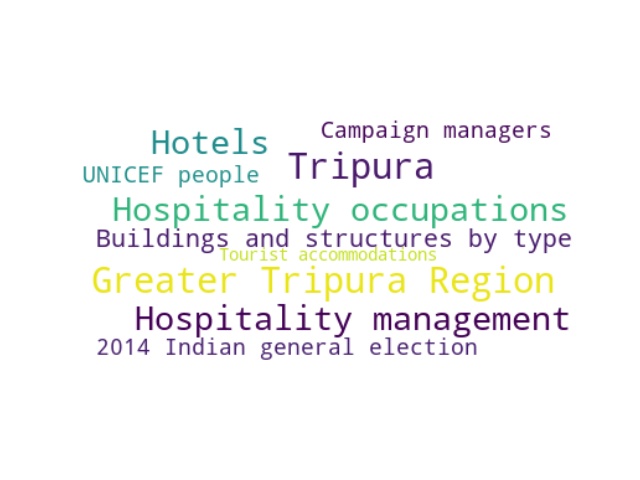 Campaign managers
Hotels
Tripura
UNICEF people
Hospitality occupations
Buildings and structures by type
Tourist accommodations
Greater Tripura Region
Hospitality management
2014 Indian general election